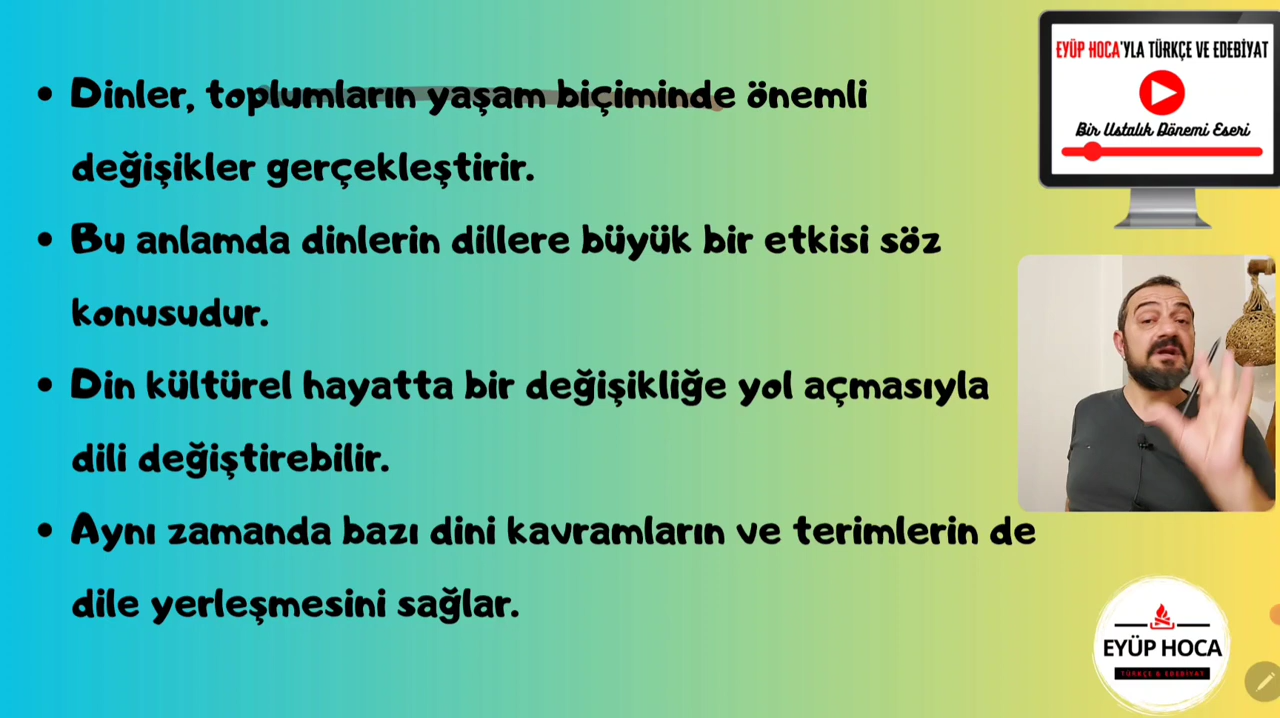 • Dinler, toplumların yaşam biçiminde önemli
değişikler gerçekleştirir.
• Bu anlamda dinlerin dillere büyük bir etkisi söz
konusudur.
• Din kültürel hayatta bir değişikliğe yol açmasıyla
dili değiştirebilir.
• Aynı zamanda bazı dini kavramların ve terimlerin de
dile yerleşmesini sağlar.
EYÜP HOCA'YLA TÜRKÇE VE EDEBİYAT
Bir Ustalık Dönemi Eseri
EYÜP HOCA
TÜRKÇE & EDEBİYAT